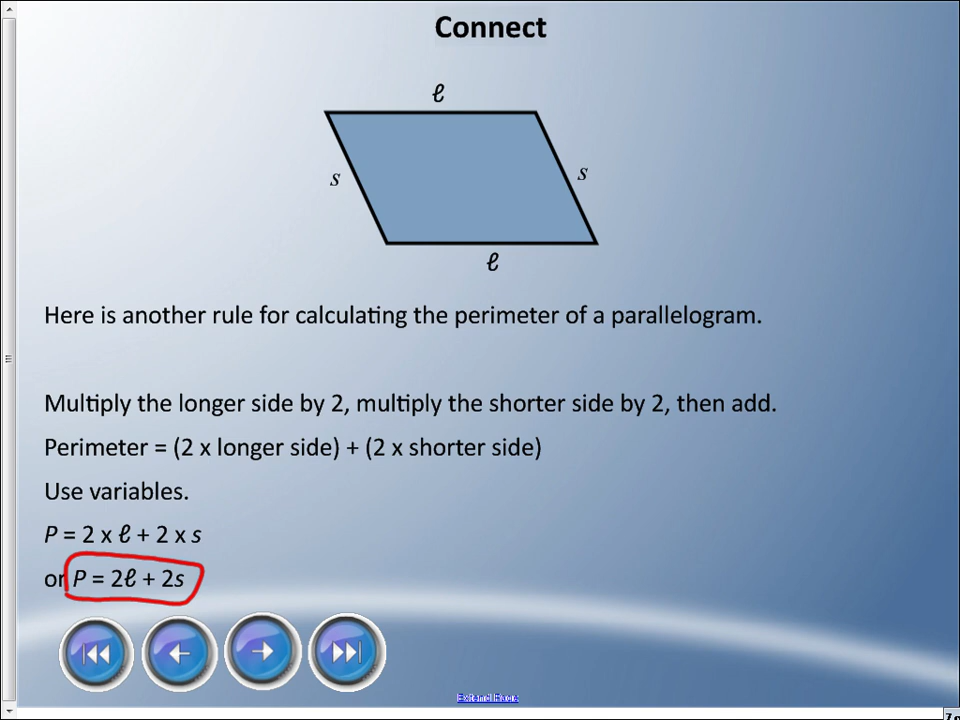 Connect
ℓ
s
s
ℓ
Here is another rule for calculating the perimeter of a parallelogram.
Multiply the longer side by 2, multiply the shorter side by 2, then add.
Perimeter = (2 x longer side) + (2 x shorter side)
Use variables.
P = 2 x ℓ + 2 x s
or P = 2ℓ + 2s
Extend Page